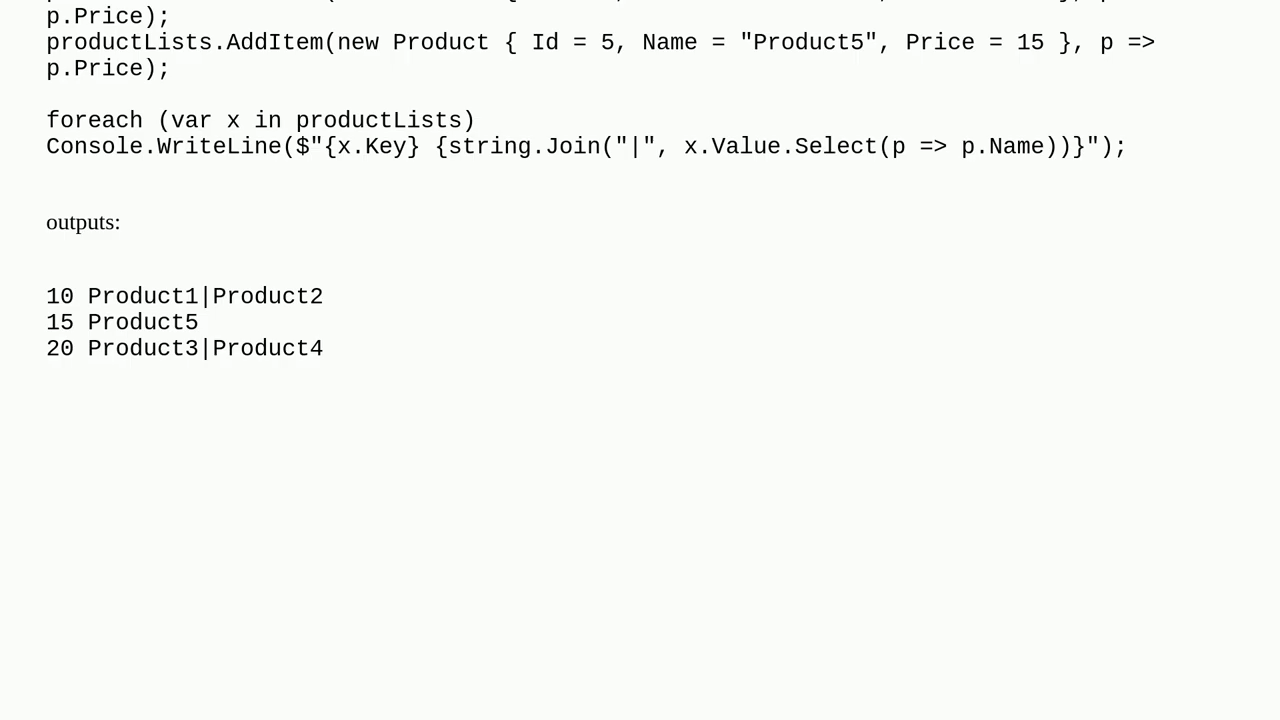 p.Price);
productLists.AddItem(new Product { Id = 5, Name = "Product5", Price = 15 }, p =>
p.Price);
foreach (var x in productLists)
Console.WriteLine($"{x.Key} {string.Join("|", x.Value.Select(p => p.Name))}");
outputs:
10 Product1|Product2
15 Product5
20 Product3|Product4